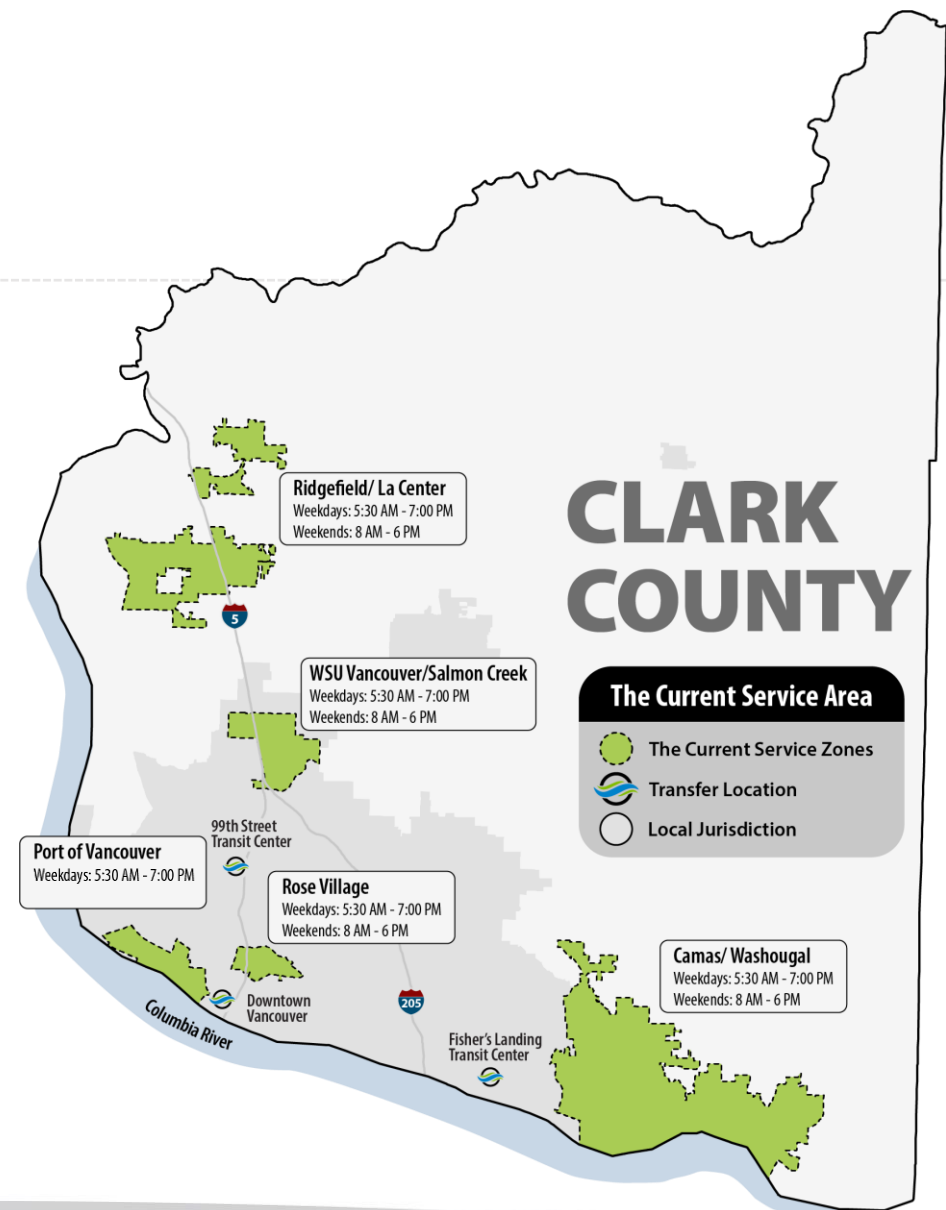 Ridgefield/ La Center
Weekdays: 5:30 AM - 7:00 PM
Weekends: 8 AM - 6 PM
CLARK
COUNTY
5
WSU Vancouver/Salmon Creek
Weekdays: 5:30 AM - 7:00 PM
Weekends: 8 AM - 6 PM
The Current Service Area
The Current Service Zones
Transfer Location
Local Jurisdiction
99th Street
Transit Center
Port of Vancouver
Weekdays: 5:30 AM - 7:00 PM
Rose Village
Weekdays: 5:30 AM - 7:00 PM
Weekends: 8 AM - 6 PM
Camas/ Washougal
Weekdays: 5:30 AM - 7:00 PM
Weekends: 8 AM - 6 PM
Downtown
Vancouver
205
Columbia River
Fisher's Landing
Transit Center